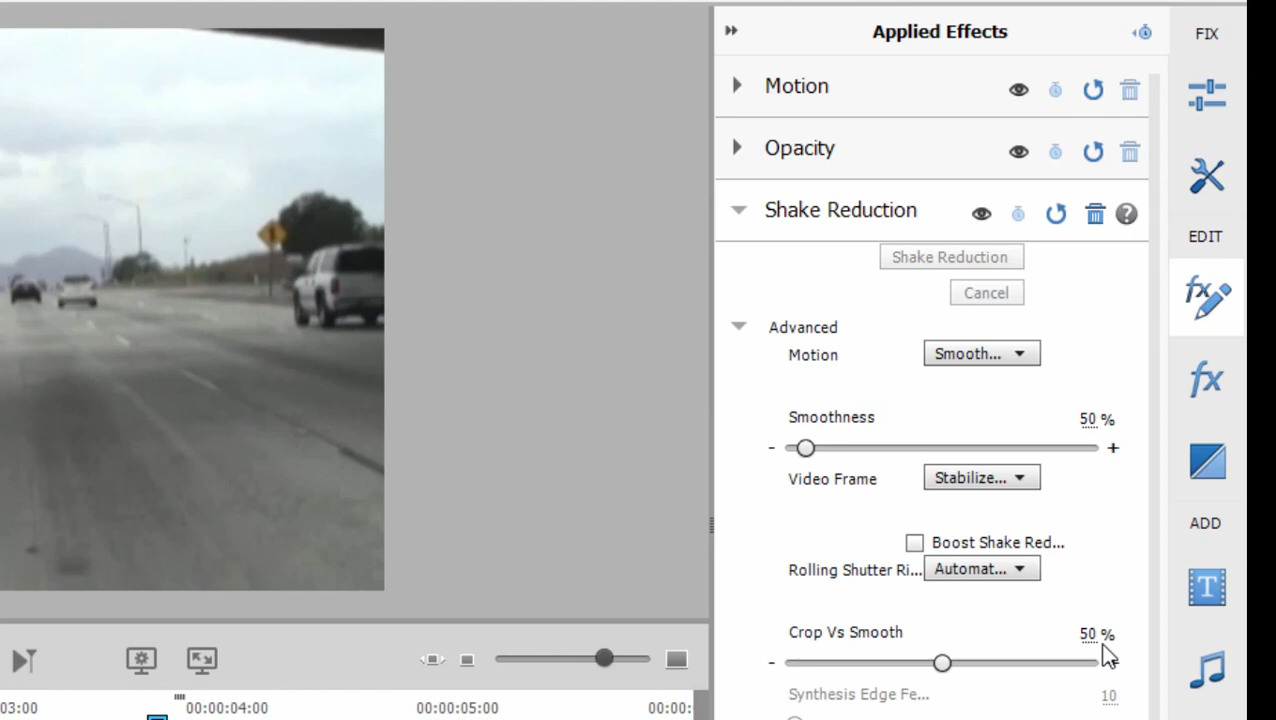 Applied Effects
FIX
Motion
Opacity
Shake Reduction
EDIT
Shake Reduction
fx
Cancel
Advanced
Motion Smooth...
fx
Smoothness 50 %
- +
Video Frame Stabilize...
ADD
Boost Shake Red...
Rolling Shutter Ri... Automat...
T
Crop Vs Smooth 50 %
-
Synthesis Edge Fe... 10
03:00 00:00:04:00 00:00:05:00 00:00: